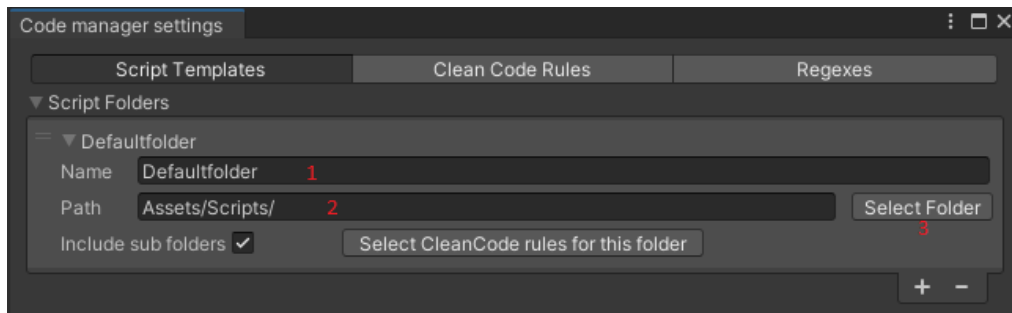 Code manager settings
Script Templates Clean Code Rules Regexes
Script Folders
Defaultfolder
Name Defaultfolder 1
Path Assets/Scripts/ 2 Select Folder
3
Include sub folders Select CleanCode rules for this folder
+ -